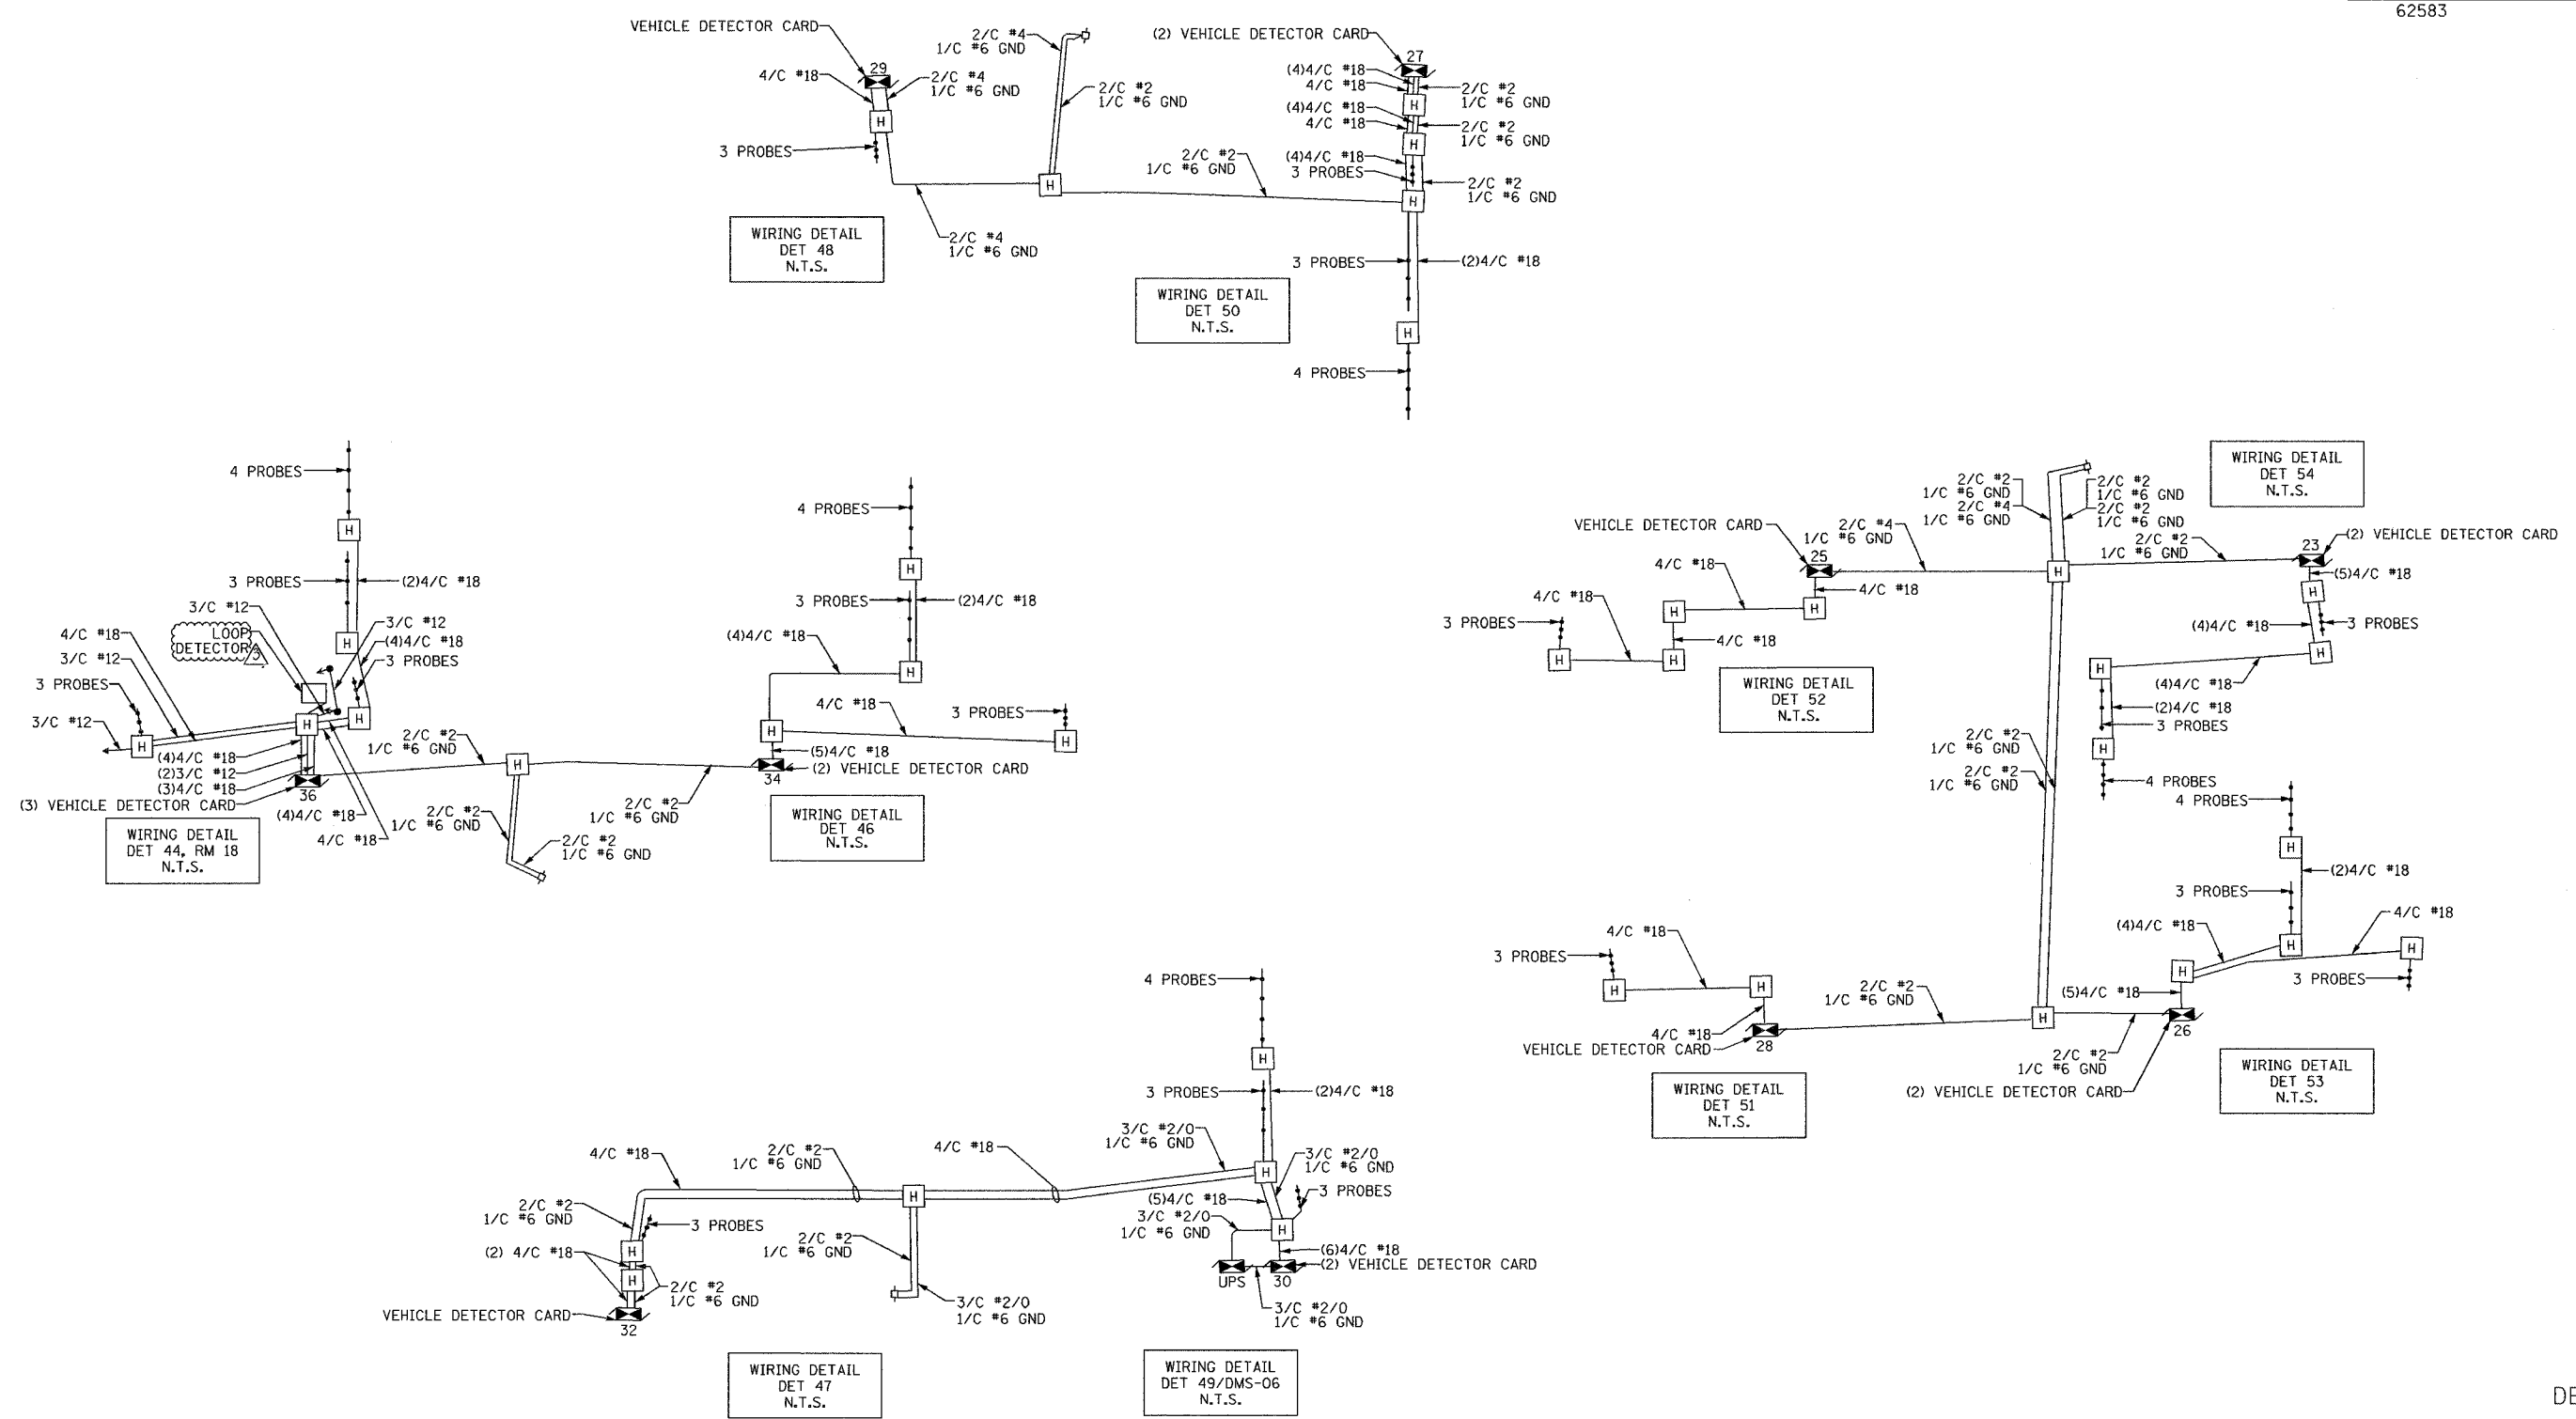 62583
VEHICLE DETECTOR CARD
29
4/C #18
2/C #4
1/C #6 GND
H
3 PROBES
2/C #4
1/C #6 GND
2/C #2
1/C #6 GND
H
2/C #4
1/C #6 GND
WIRING DETAIL
DET 48
N.T.S.
(2) VEHICLE DETECTOR CARD
27
(4)4/C #18
4/C #18
2/C #2
1/C #6 GND
H
(4)4/C #18
4/C #18
2/C #2
1/C #6 GND
H
(4)4/C #18
3 PROBES
2/C #2
1/C #6 GND
2/C #2
1/C #6 GND
H
3 PROBES
(2)4/C #18
H
4 PROBES
WIRING DETAIL
DET 50
N.T.S.
4 PROBES
H
3 PROBES
(2)4/C #18
3/C #12
LOOP
DETECTOR
3
H
3/C #12
(4)4/C #18
3 PROBES
4/C #18
3/C #12
3 PROBES
3/C #12
H
H
H
(4)4/C #18
(2)3/C #12
(3)4/C #18
36
(3) VEHICLE DETECTOR CARD
(4)4/C #18
4/C #18
WIRING DETAIL
DET 44, RM 18
N.T.S.
2/C #2
1/C #6 GND
H
2/C #2
1/C #6 GND
2/C #2
1/C #6 GND
2/C #2
1/C #6 GND
4 PROBES
H
3 PROBES
(2)4/C #18
(4)4/C #18
H
4/C #18
3 PROBES
H
H
(5)4/C #18
(2) VEHICLE DETECTOR CARD
34
WIRING DETAIL
DET 46
N.T.S.
WIRING DETAIL
DET 54
N.T.S.
2/C #2
1/C #6 GND
2/C #4
1/C #6 GND
2/C #2
1/C #6 GND
2/C #2
1/C #6 GND
VEHICLE DETECTOR CARD
2/C #4
1/C #6 GND
25
2/C #2
1/C #6 GND
23
(2) VEHICLE DETECTOR CARD
H
4/C #18
4/C #18
(5)4/C #18
H
4/C #18
H
H
3 PROBES
4/C #18
H
H
(4)4/C #18
3 PROBES
H
WIRING DETAIL
DET 52
N.T.S.
H
(4)4/C #18
(2)4/C #18
3 PROBES
H
4 PROBES
2/C #2
1/C #6 GND
2/C #2
1/C #6 GND
4 PROBES
H
(2)4/C #18
3 PROBES
4/C #18
(4)4/C #18
H
H
3 PROBES
H
(5)4/C #18
26
2/C #2
1/C #6 GND
(2) VEHICLE DETECTOR CARD
WIRING DETAIL
DET 53
N.T.S.
4/C #18
3 PROBES
H
H
2/C #2
1/C #6 GND
H
4/C #18
VEHICLE DETECTOR CARD
28
WIRING DETAIL
DET 51
N.T.S.
4 PROBES
H
3 PROBES
(2)4/C #18
3/C #2/0
1/C #6 GND
H
3/C #2/0
1/C #6 GND
3 PROBES
(5)4/C #18
3/C #2/0
1/C #6 GND
H
(6)4/C #18
(2) VEHICLE DETECTOR CARD
UPS
30
3/C #2/0
1/C #6 GND
4/C #18
2/C #2
1/C #6 GND
4/C #18
H
2/C #2
1/C #6 GND
3 PROBES
(2) 4/C #18
H
H
2/C #2
1/C #6 GND
VEHICLE DETECTOR CARD
32
2/C #2
1/C #6 GND
3/C #2/0
1/C #6 GND
WIRING DETAIL
DET 47
N.T.S.
WIRING DETAIL
DET 49/DMS-06
N.T.S.
DE